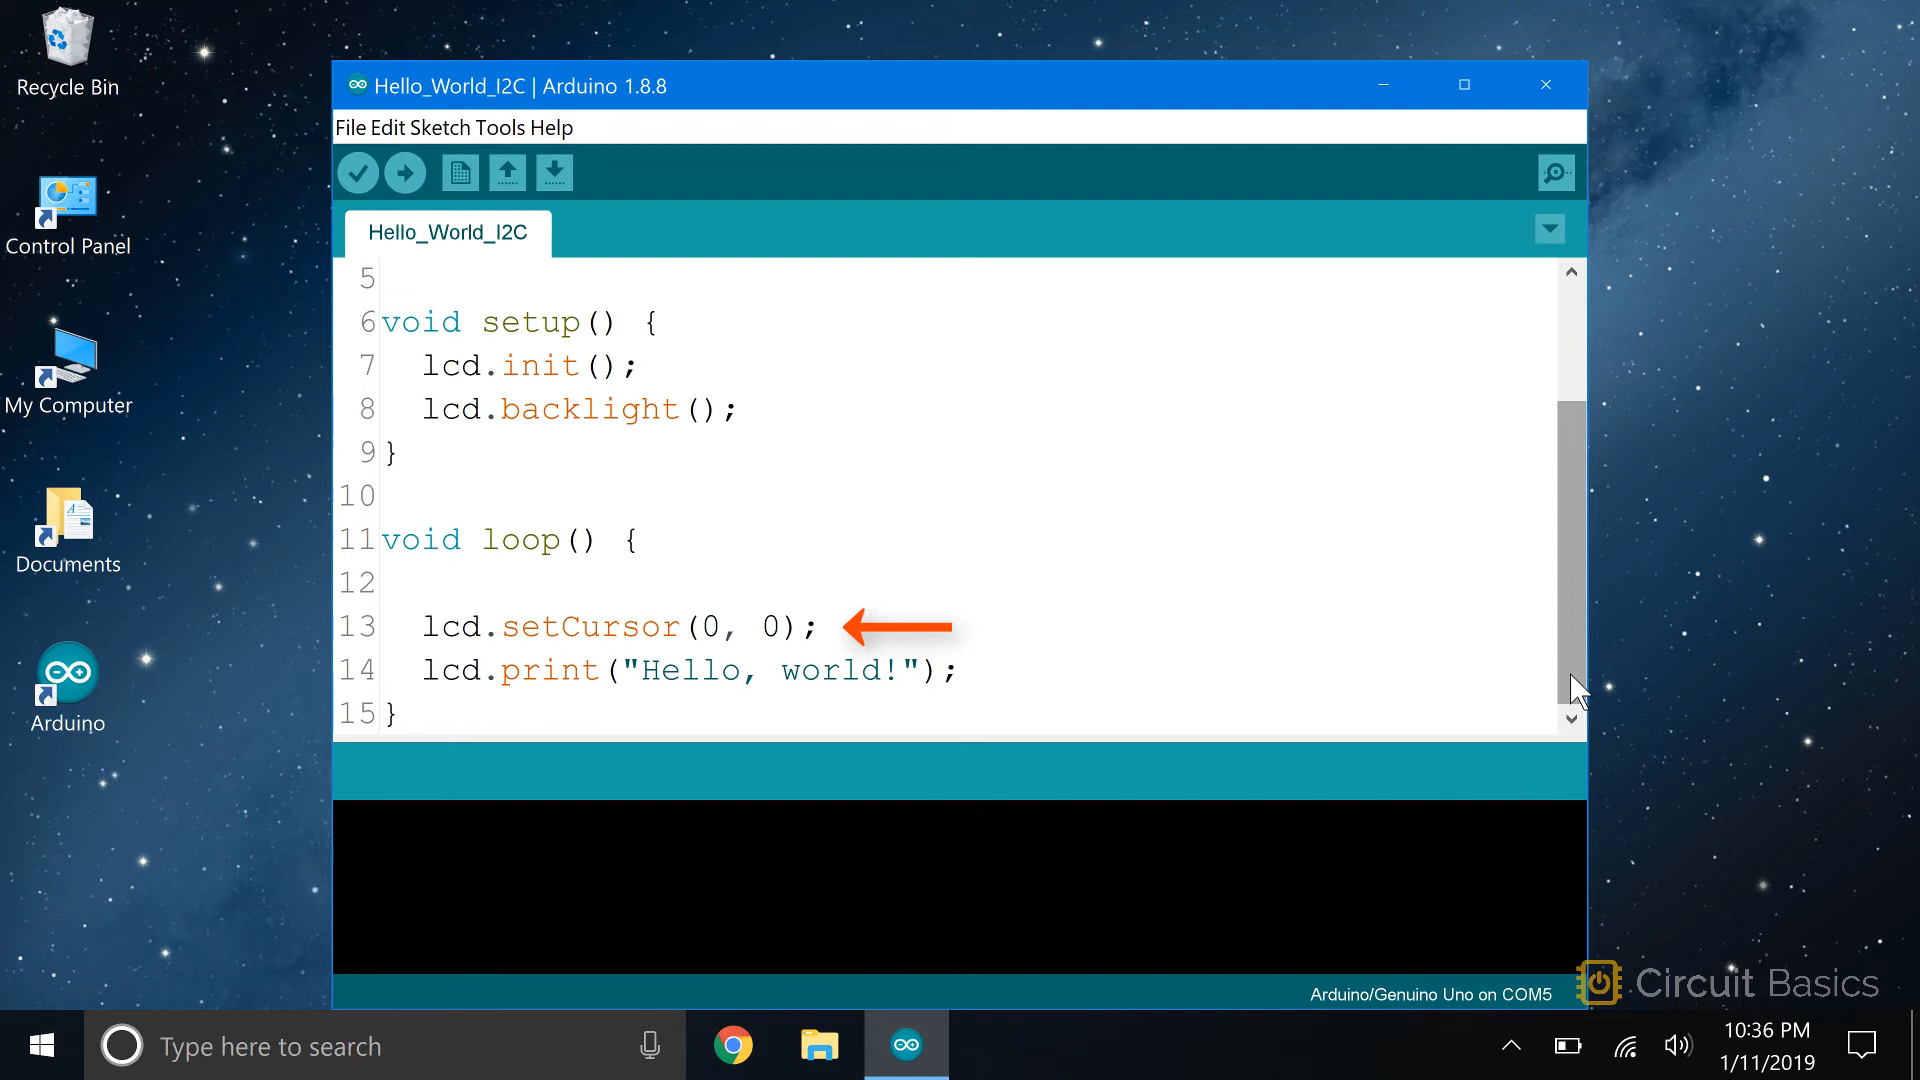 Recycle Bin
Control Panel
My Computer
Documents
Arduino
Hello_World_I2C | Arduino 1.8.8
File Edit Sketch Tools Help
Hello_World_I2C
5
6 void setup() {
7 lcd.init();
8 lcd.backlight();
9 }
10
11 void loop() {
12
13 lcd.setCursor(0, 0);
14 lcd.print("Hello, world!");
15 }
Arduino/Genuino Uno on COM5
Circuit Basics
Type here to search
10:36 PM
1/11/2019